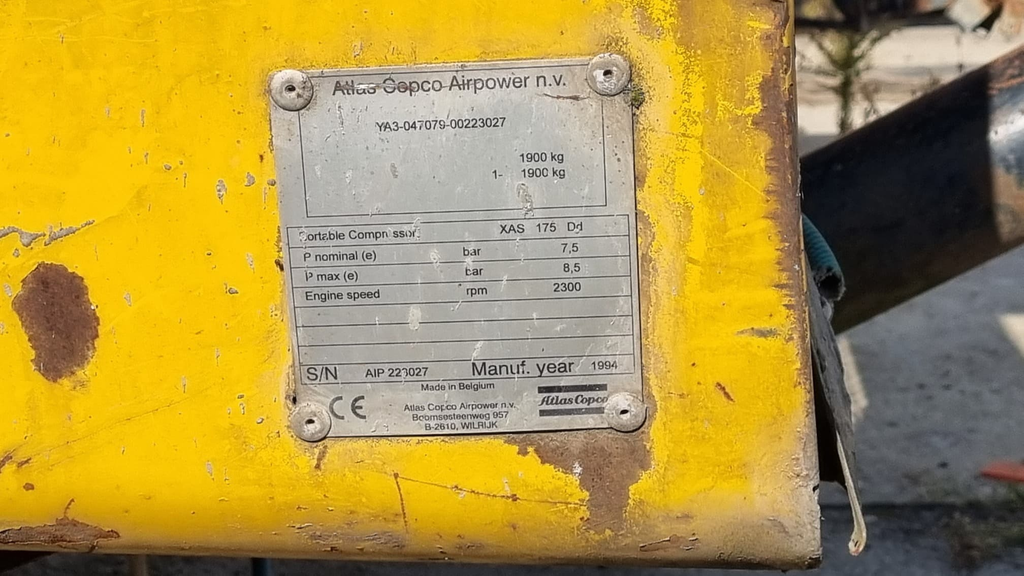 Atlas Copco Airpower n.v.
YA3-047079-00223027
1900 kg
1- 1900 kg
Portable Compressor XAS 175 Dd
P nominal (e) bar 7,5
P max (e) bar 8,5
Engine speed rpm 2300
S/N AIP 223027 Manuf. year 1994
Made in Belgium
CE Atlas Copco Airpower n.v. Atlas Copco
Boomsesteenweg 957
B-2610, WILRIJK